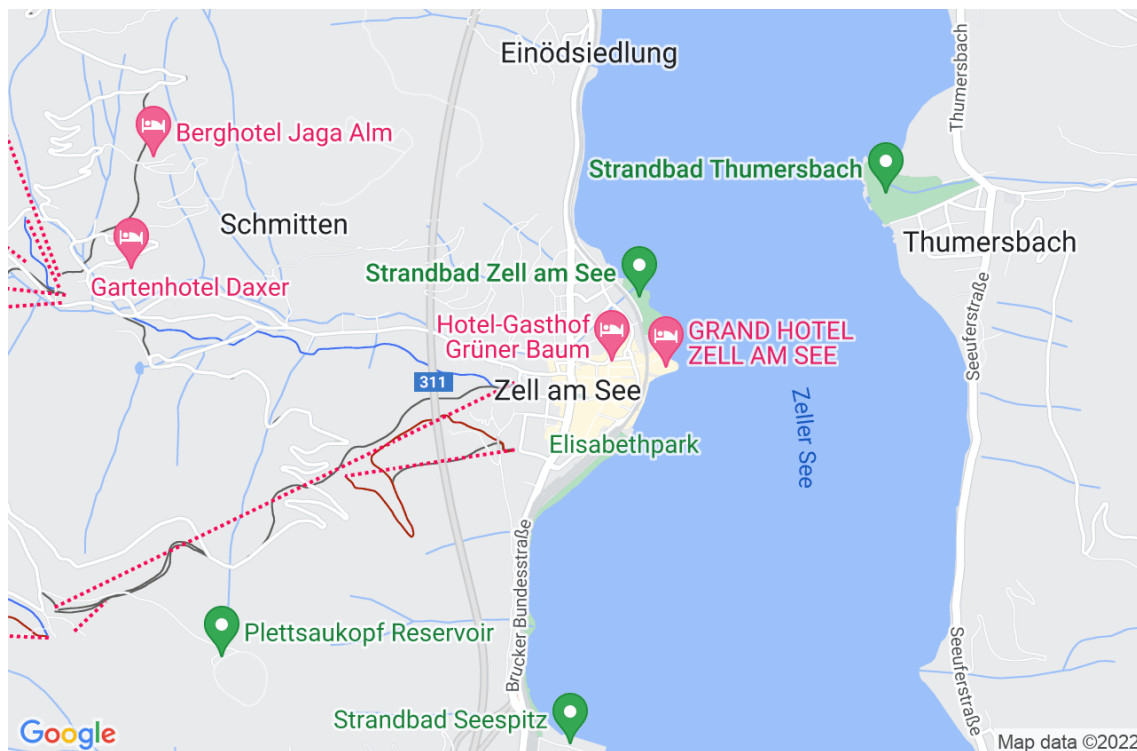 Einödsiedlung
Thumersbach
Berghotel Jaga Alm
Strandbad Thumersbach
Schmitten
Thumersbach
Strandbad Zell am See
Gartenhotel Daxer
Hotel-Gasthof
Grüner Baum
GRAND HOTEL
ZELL AM SEE
Seeuferstraße
311
Zell am See
Zeller See
Elisabethpark
Brucker Bundesstraße
Plettsaukopf Reservoir
Seeuferstraße
Strandbad Seespitz
Google
Map data ©2022